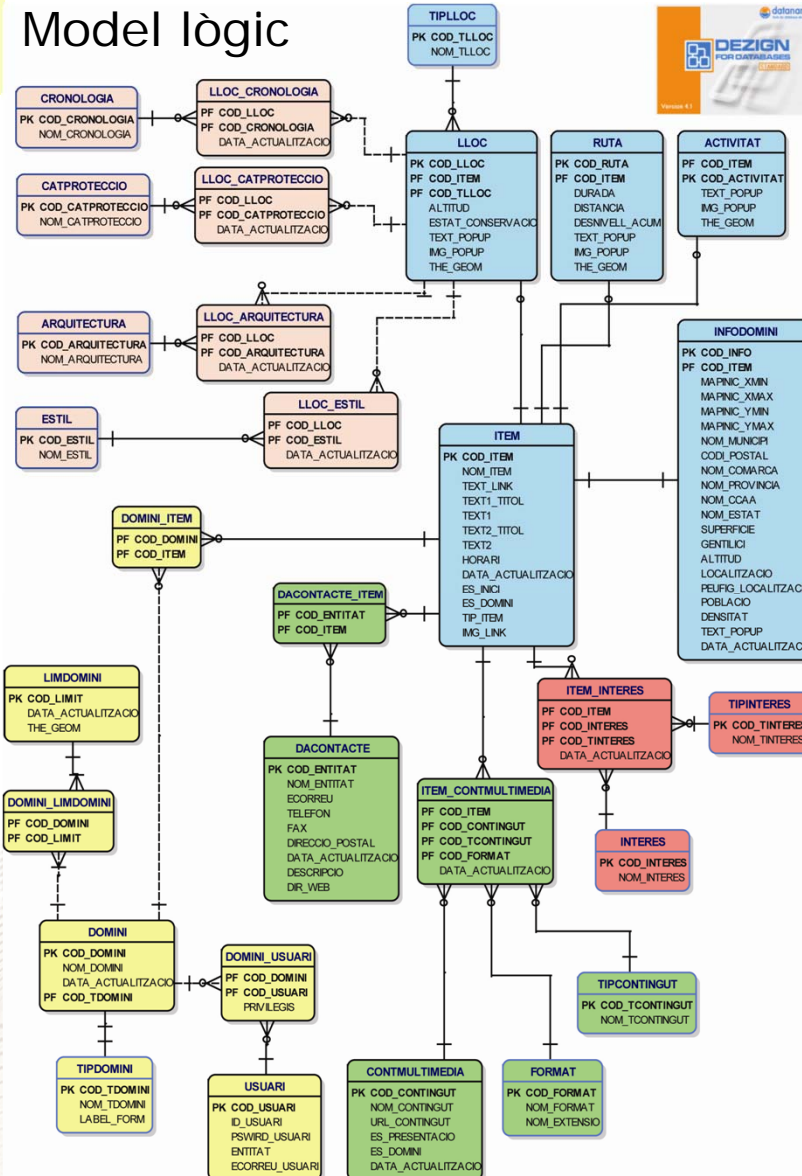 Model lògic
datanam
DEZIGN
FOR DATABASES
Version 4.1
TIPLLOC
PK COD_TLLOC
NOM_TLLOC
CRONOLOGIA
PK COD_CRONOLOGIA
NOM_CRONOLOGIA
LLOC_CRONOLOGIA
PF COD_LLOC
PF COD_CRONOLOGIA
DATA_ACTUALITZACIO
CATPROTECCIO
PK COD_CATPROTECCIO
NOM_CATPROTECCIO
LLOC_CATPROTECCIO
PF COD_LLOC
PF COD_CATPROTECCIO
DATA_ACTUALITZACIO
LLOC
PK COD_LLOC
PF COD_ITEM
PF COD_TLLOC
ALTITUD
ESTAT_CONSERVACIO
TEXT_POPUP
IMG_POPUP
THE_GEOM
RUTA
PK COD_RUTA
PF COD_ITEM
DURADA
DISTANCIA
DESNIVELL_ACUM
TEXT_POPUP
IMG_POPUP
THE_GEOM
ACTIVITAT
PF COD_ITEM
PK COD_ACTIVITAT
TEXT_POPUP
IMG_POPUP
THE_GEOM
ARQUITECTURA
PK COD_ARQUITECTURA
NOM_ARQUITECTURA
LLOC_ARQUITECTURA
PF COD_LLOC
PF COD_ARQUITECTURA
DATA_ACTUALITZACIO
ESTIL
PK COD_ESTIL
NOM_ESTIL
LLOC_ESTIL
PF COD_LLOC
PF COD_ESTIL
DATA_ACTUALITZACIO
INFODOMINI
PK COD_INFO
PF COD_ITEM
MAPINIC_XMIN
MAPINIC_XMAX
MAPINIC_YMIN
MAPINIC_YMAX
NOM_MUNICIPI
CODI_POSTAL
NOM_COMARCA
NOM_PROVINCIA
NOM_CCAA
NOM_ESTAT
SUPERFICIE
GENTILICI
ALTITUD
LOCALITZACIO
PEUFIG_LOCALITZAC
POBLACIO
DENSITAT
TEXT_POPUP
DATA_ACTUALITZAC
ITEM
PK COD_ITEM
NOM_ITEM
TEXT_LINK
TEXT1_TITOL
TEXT1
TEXT2_TITOL
TEXT2
HORARI
DATA_ACTUALITZACIO
ES_INICI
ES_DOMINI
TIP_ITEM
IMG_LINK
DOMINI_ITEM
PF COD_DOMINI
PF COD_ITEM
DACONTACTE_ITEM
PF COD_ENTITAT
PF COD_ITEM
LIMDOMINI
PK COD_LIMIT
DATA_ACTUALITZACIO
THE_GEOM
ITEM_INTERES
PF COD_ITEM
PF COD_INTERES
PF COD_TINTERES
DATA_ACTUALITZACIO
TIPINTERES
PK COD_TINTERES
NOM_TINTERES
DACONTACTE
PK COD_ENTITAT
NOM_ENTITAT
ECORREU
TELEFON
FAX
DIRECCIO_POSTAL
DATA_ACTUALITZACIO
DESCRIPCIO
DIR_WEB
DOMINI_LIMDOMINI
PF COD_DOMINI
PF COD_LIMIT
ITEM_CONTMULTIMEDIA
PF COD_ITEM
PF COD_CONTINGUT
PF COD_TCONTINGUT
PF COD_FORMAT
DATA_ACTUALITZACIO
INTERES
PK COD_INTERES
NOM_INTERES
DOMINI
PK COD_DOMINI
NOM_DOMINI
DATA_ACTUALITZACIO
PF COD_TDOMINI
DOMINI_USUARI
PF COD_DOMINI
PF COD_USUARI
PRIVILEGIS
TIPCONTINGUT
PK COD_TCONTINGUT
NOM_TCONTINGUT
TIPDOMINI
PK COD_TDOMINI
NOM_TDOMINI
LABEL_FORM
USUARI
PK COD_USUARI
ID_USUARI
PSWIRD_USUARI
ENTITAT
ECORREU_USUARI
CONTMULTIMEDIA
PK COD_CONTINGUT
NOM_CONTINGUT
URL_CONTINGUT
ES_PRESENTACIO
ES_DOMINI
DATA_ACTUALITZACIO
FORMAT
PK COD_FORMAT
NOM_FORMAT
NOM_EXTENSIO